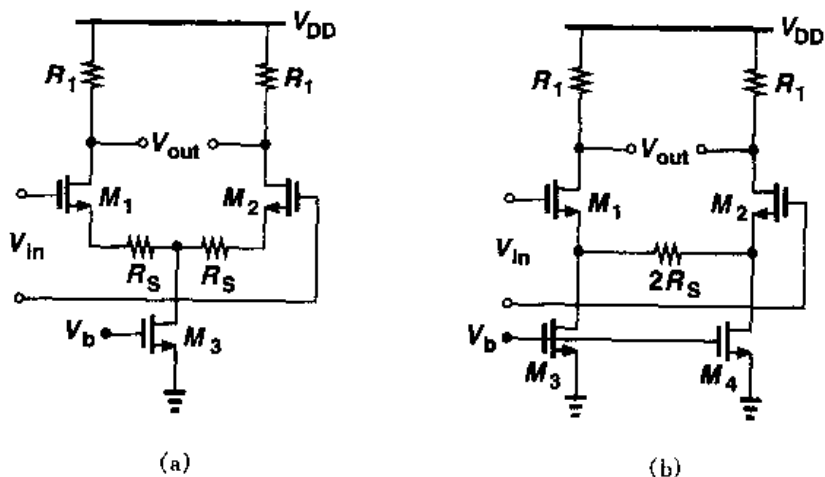 V_DD
R_1
R_1
V_out
M_1
M_2
V_in
R_S
R_S
V_b
M_3
(a)
V_DD
R_1
R_1
V_out
M_1
M_2
V_in
2R_S
V_b
M_3
M_4
(b)